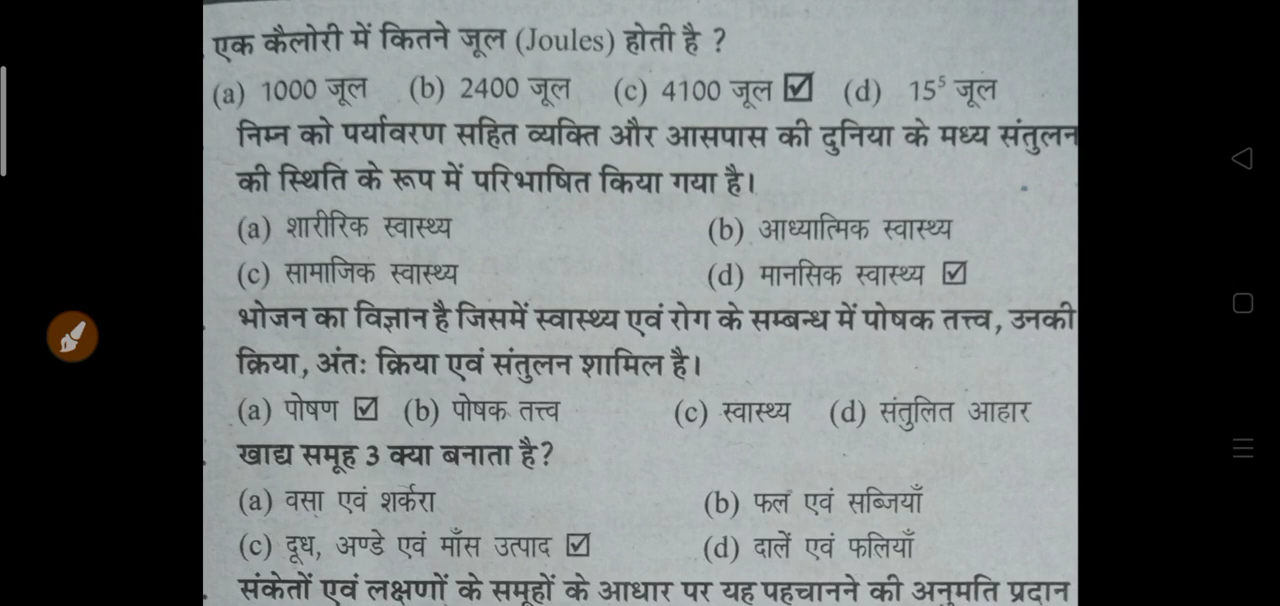 एक कैलोरी में कितने जूल (Joules) होती है ?
(a) 1000 जूल (b) 2400 जूल (c) 4100 जूल ☑ (d) 15⁵ जूल
निम्न को पर्यावरण सहित व्यक्ति और आसपास की दुनिया के मध्य संतुलन
की स्थिति के रूप में परिभाषित किया गया है।
(a) शारीरिक स्वास्थ्य (b) आध्यात्मिक स्वास्थ्य
(c) सामाजिक स्वास्थ्य (d) मानसिक स्वास्थ्य ☑
भोजन का विज्ञान है जिसमें स्वास्थ्य एवं रोग के सम्बन्ध में पोषक तत्त्व, उनकी
क्रिया, अंतः क्रिया एवं संतुलन शामिल है।
(a) पोषण ☑ (b) पोषक तत्त्व (c) स्वास्थ्य (d) संतुलित आहार
खाद्य समूह 3 क्या बनाता है?
(a) वसा एवं शर्करा (b) फल एवं सब्जियाँ
(c) दूध, अण्डे एवं माँस उत्पाद ☑ (d) दालें एवं फलियाँ
संकेतों एवं लक्षणों के समूहों के आधार पर यह पहचानने की अनुमति प्रदान